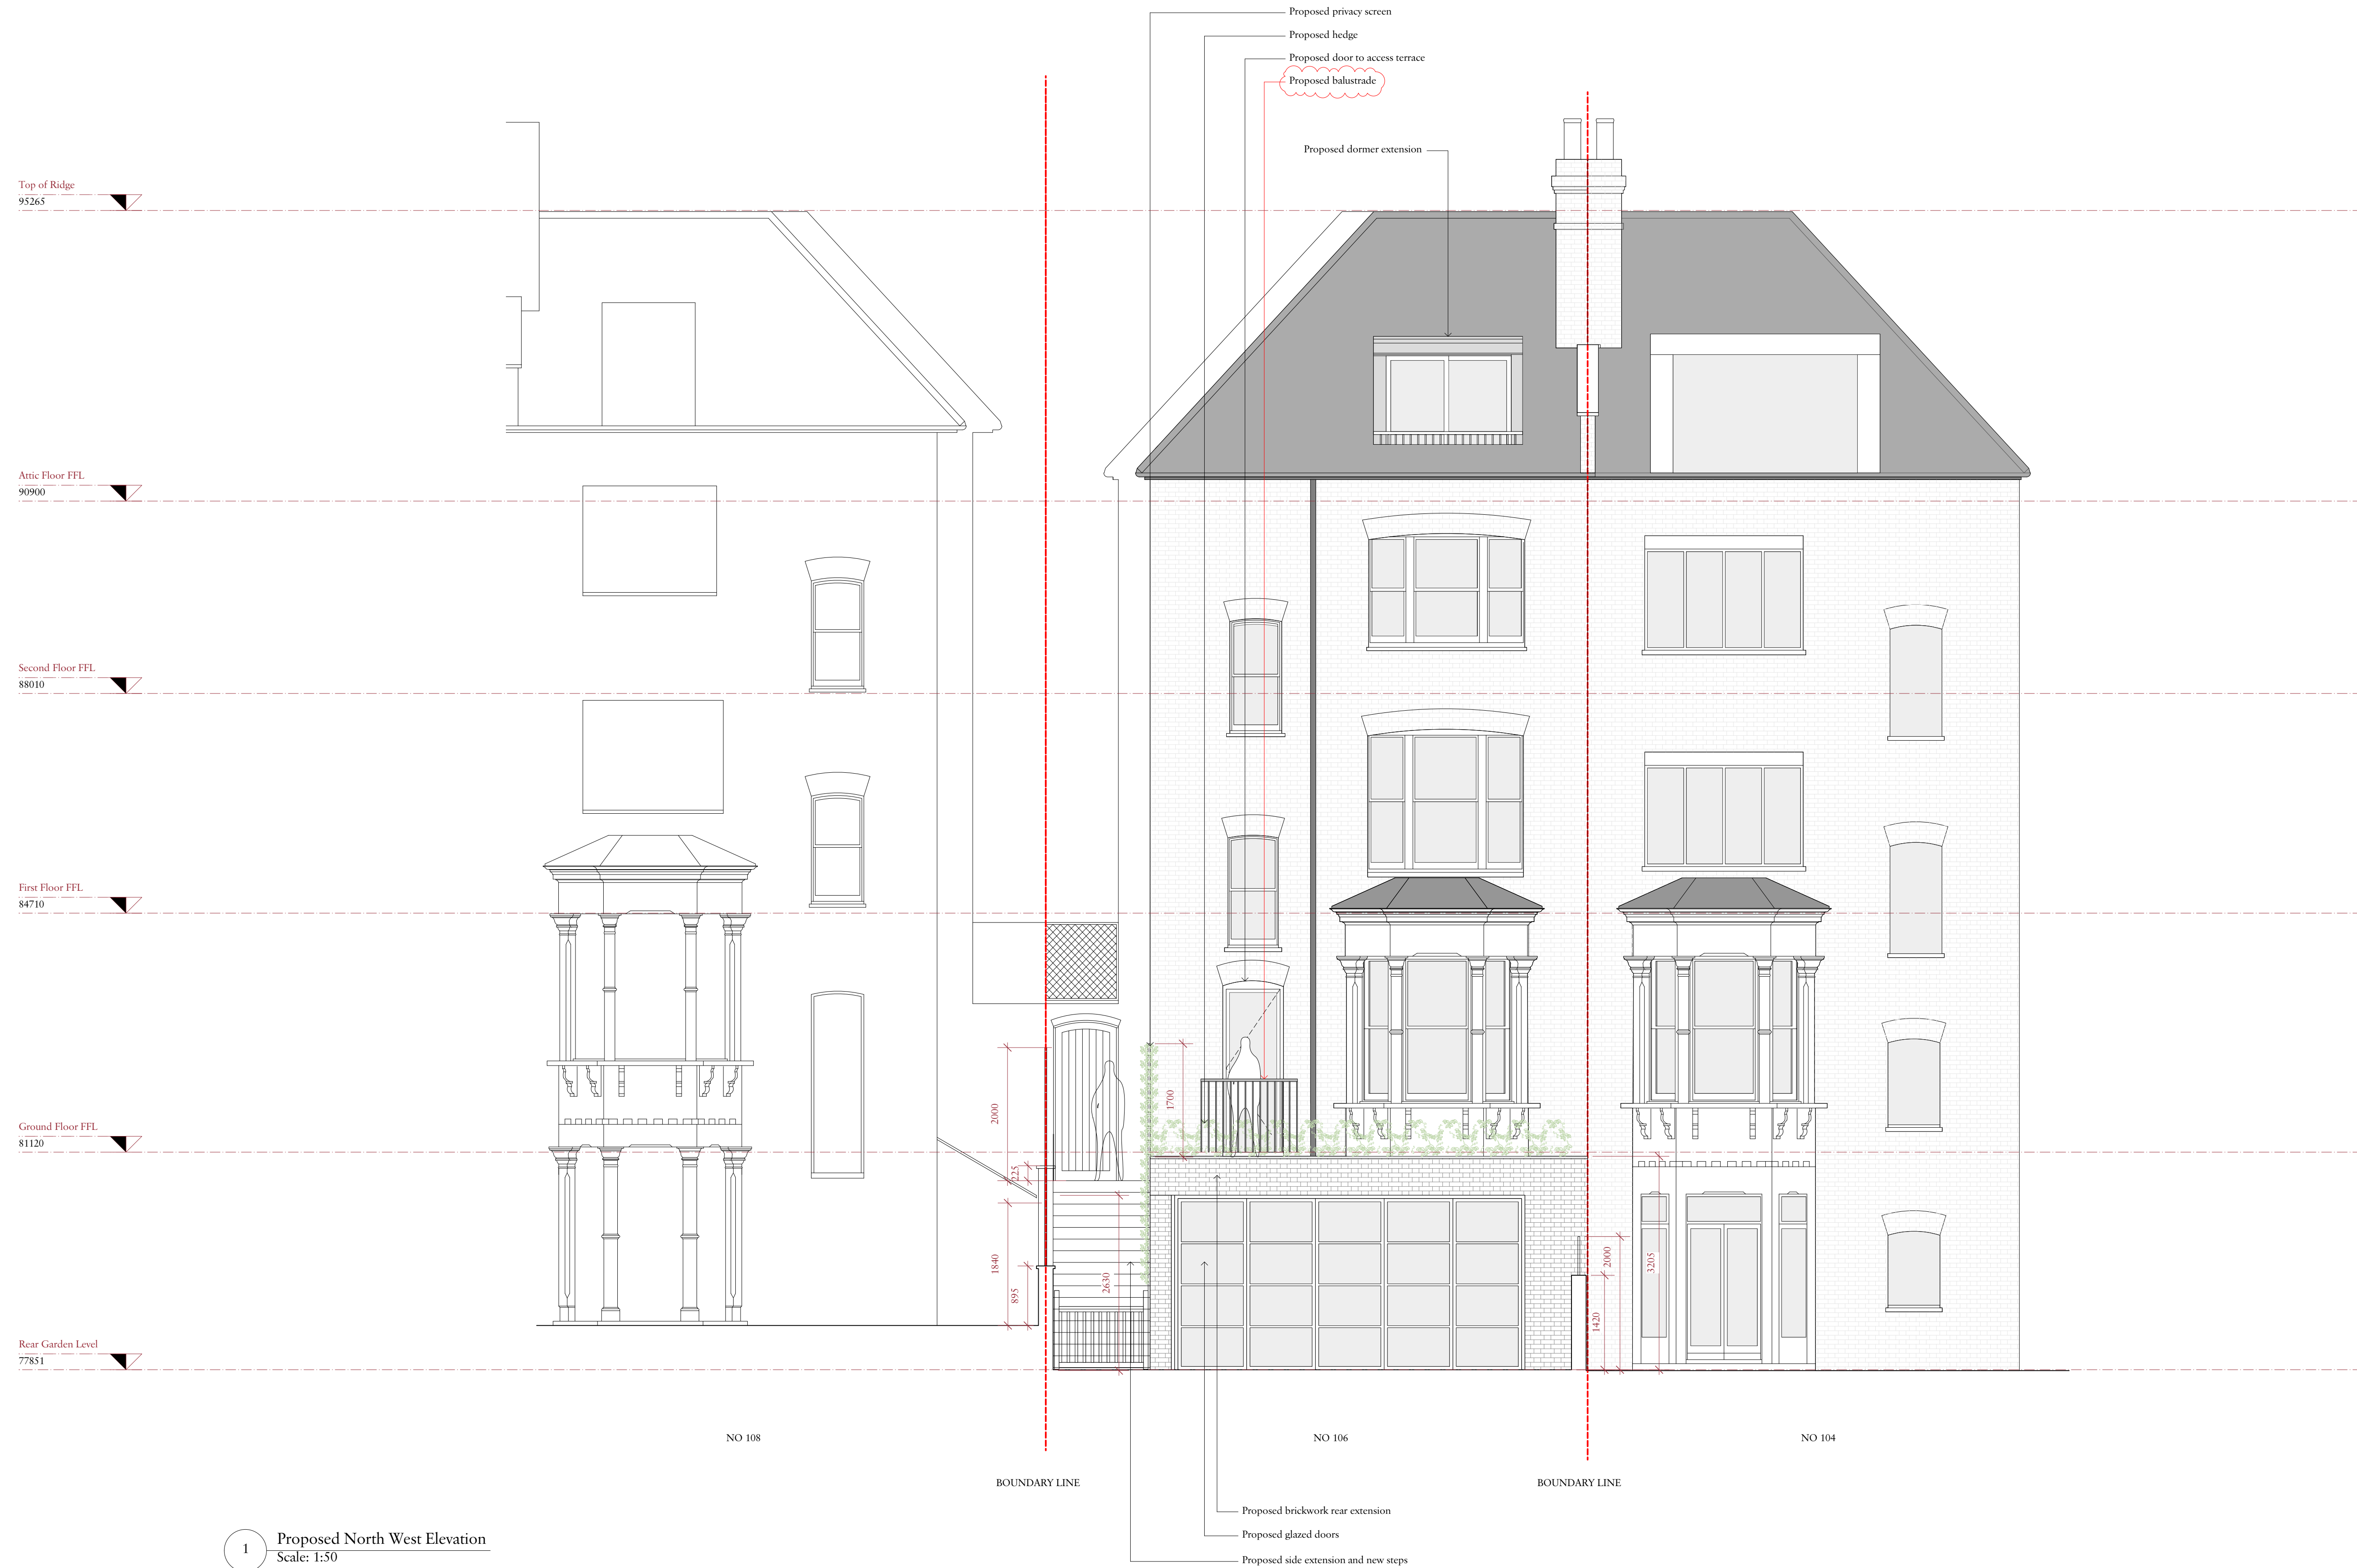 Proposed privacy screen
Proposed hedge
Proposed door to access terrace
Proposed balustrade
Proposed dormer extension
Top of Ridge
95265
Attic Floor FFL
90900
Second Floor FFL
88010
First Floor FFL
84710
Ground Floor FFL
81120
Rear Garden Level
77851
2000
225
1840
895
2630
1700
2000
1420
3205
NO 108
NO 106
NO 104
BOUNDARY LINE
BOUNDARY LINE
Proposed brickwork rear extension
Proposed glazed doors
Proposed side extension and new steps
1
Proposed North West Elevation
Scale: 1:50